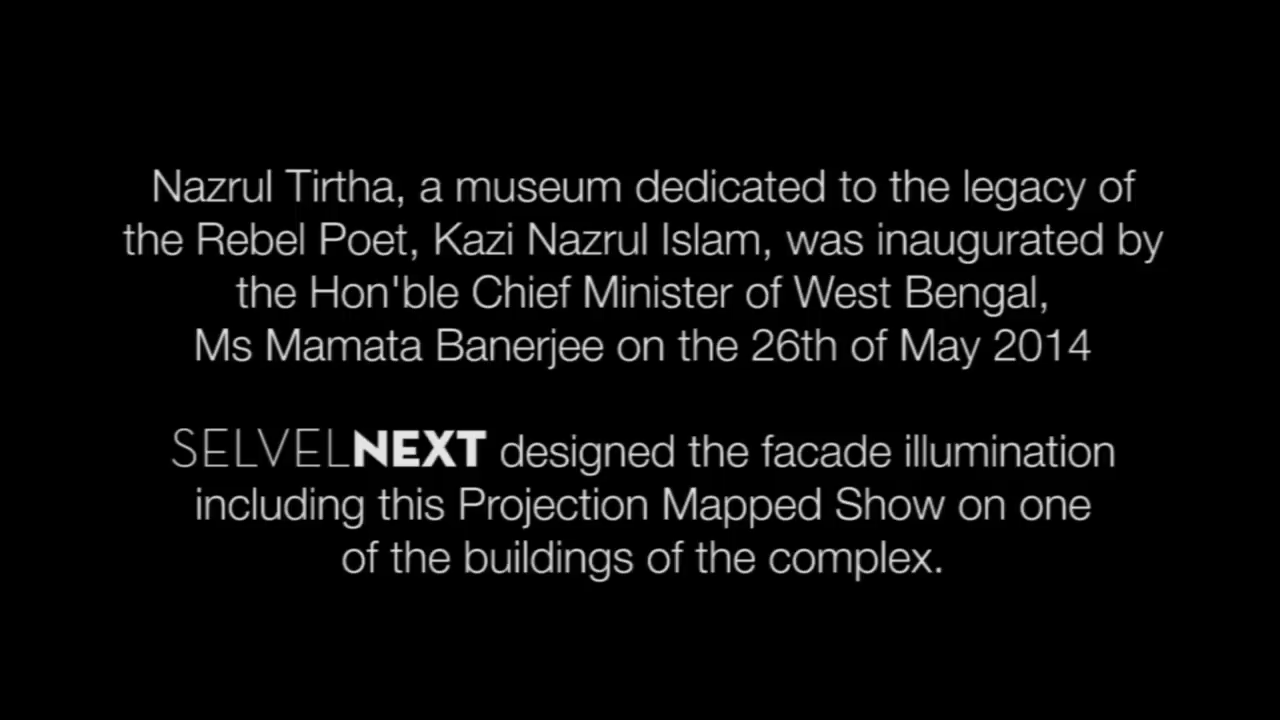 Nazrul Tirtha, a museum dedicated to the legacy of
the Rebel Poet, Kazi Nazrul Islam, was inaugurated by
the Hon'ble Chief Minister of West Bengal,
Ms Mamata Banerjee on the 26th of May 2014
SELVELNEXT designed the facade illumination
including this Projection Mapped Show on one
of the buildings of the complex.